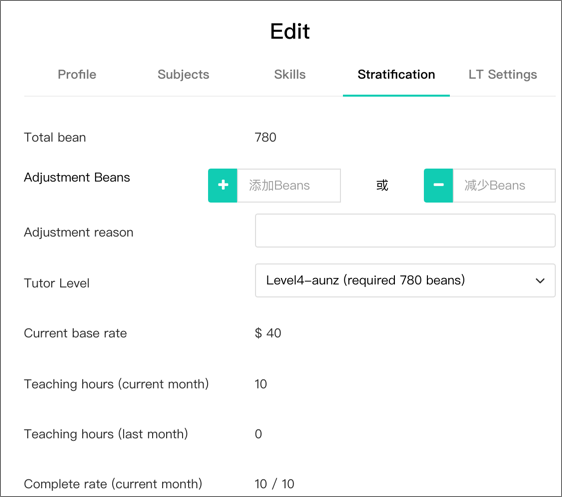 Edit
Profile Subjects Skills Stratification LT Settings
Total bean 780
Adjustment Beans + 添加Beans 或 − 减少Beans
Adjustment reason
Tutor Level Level4-aunz (required 780 beans)
Current base rate $ 40
Teaching hours (current month) 10
Teaching hours (last month) 0
Complete rate (current month) 10 / 10